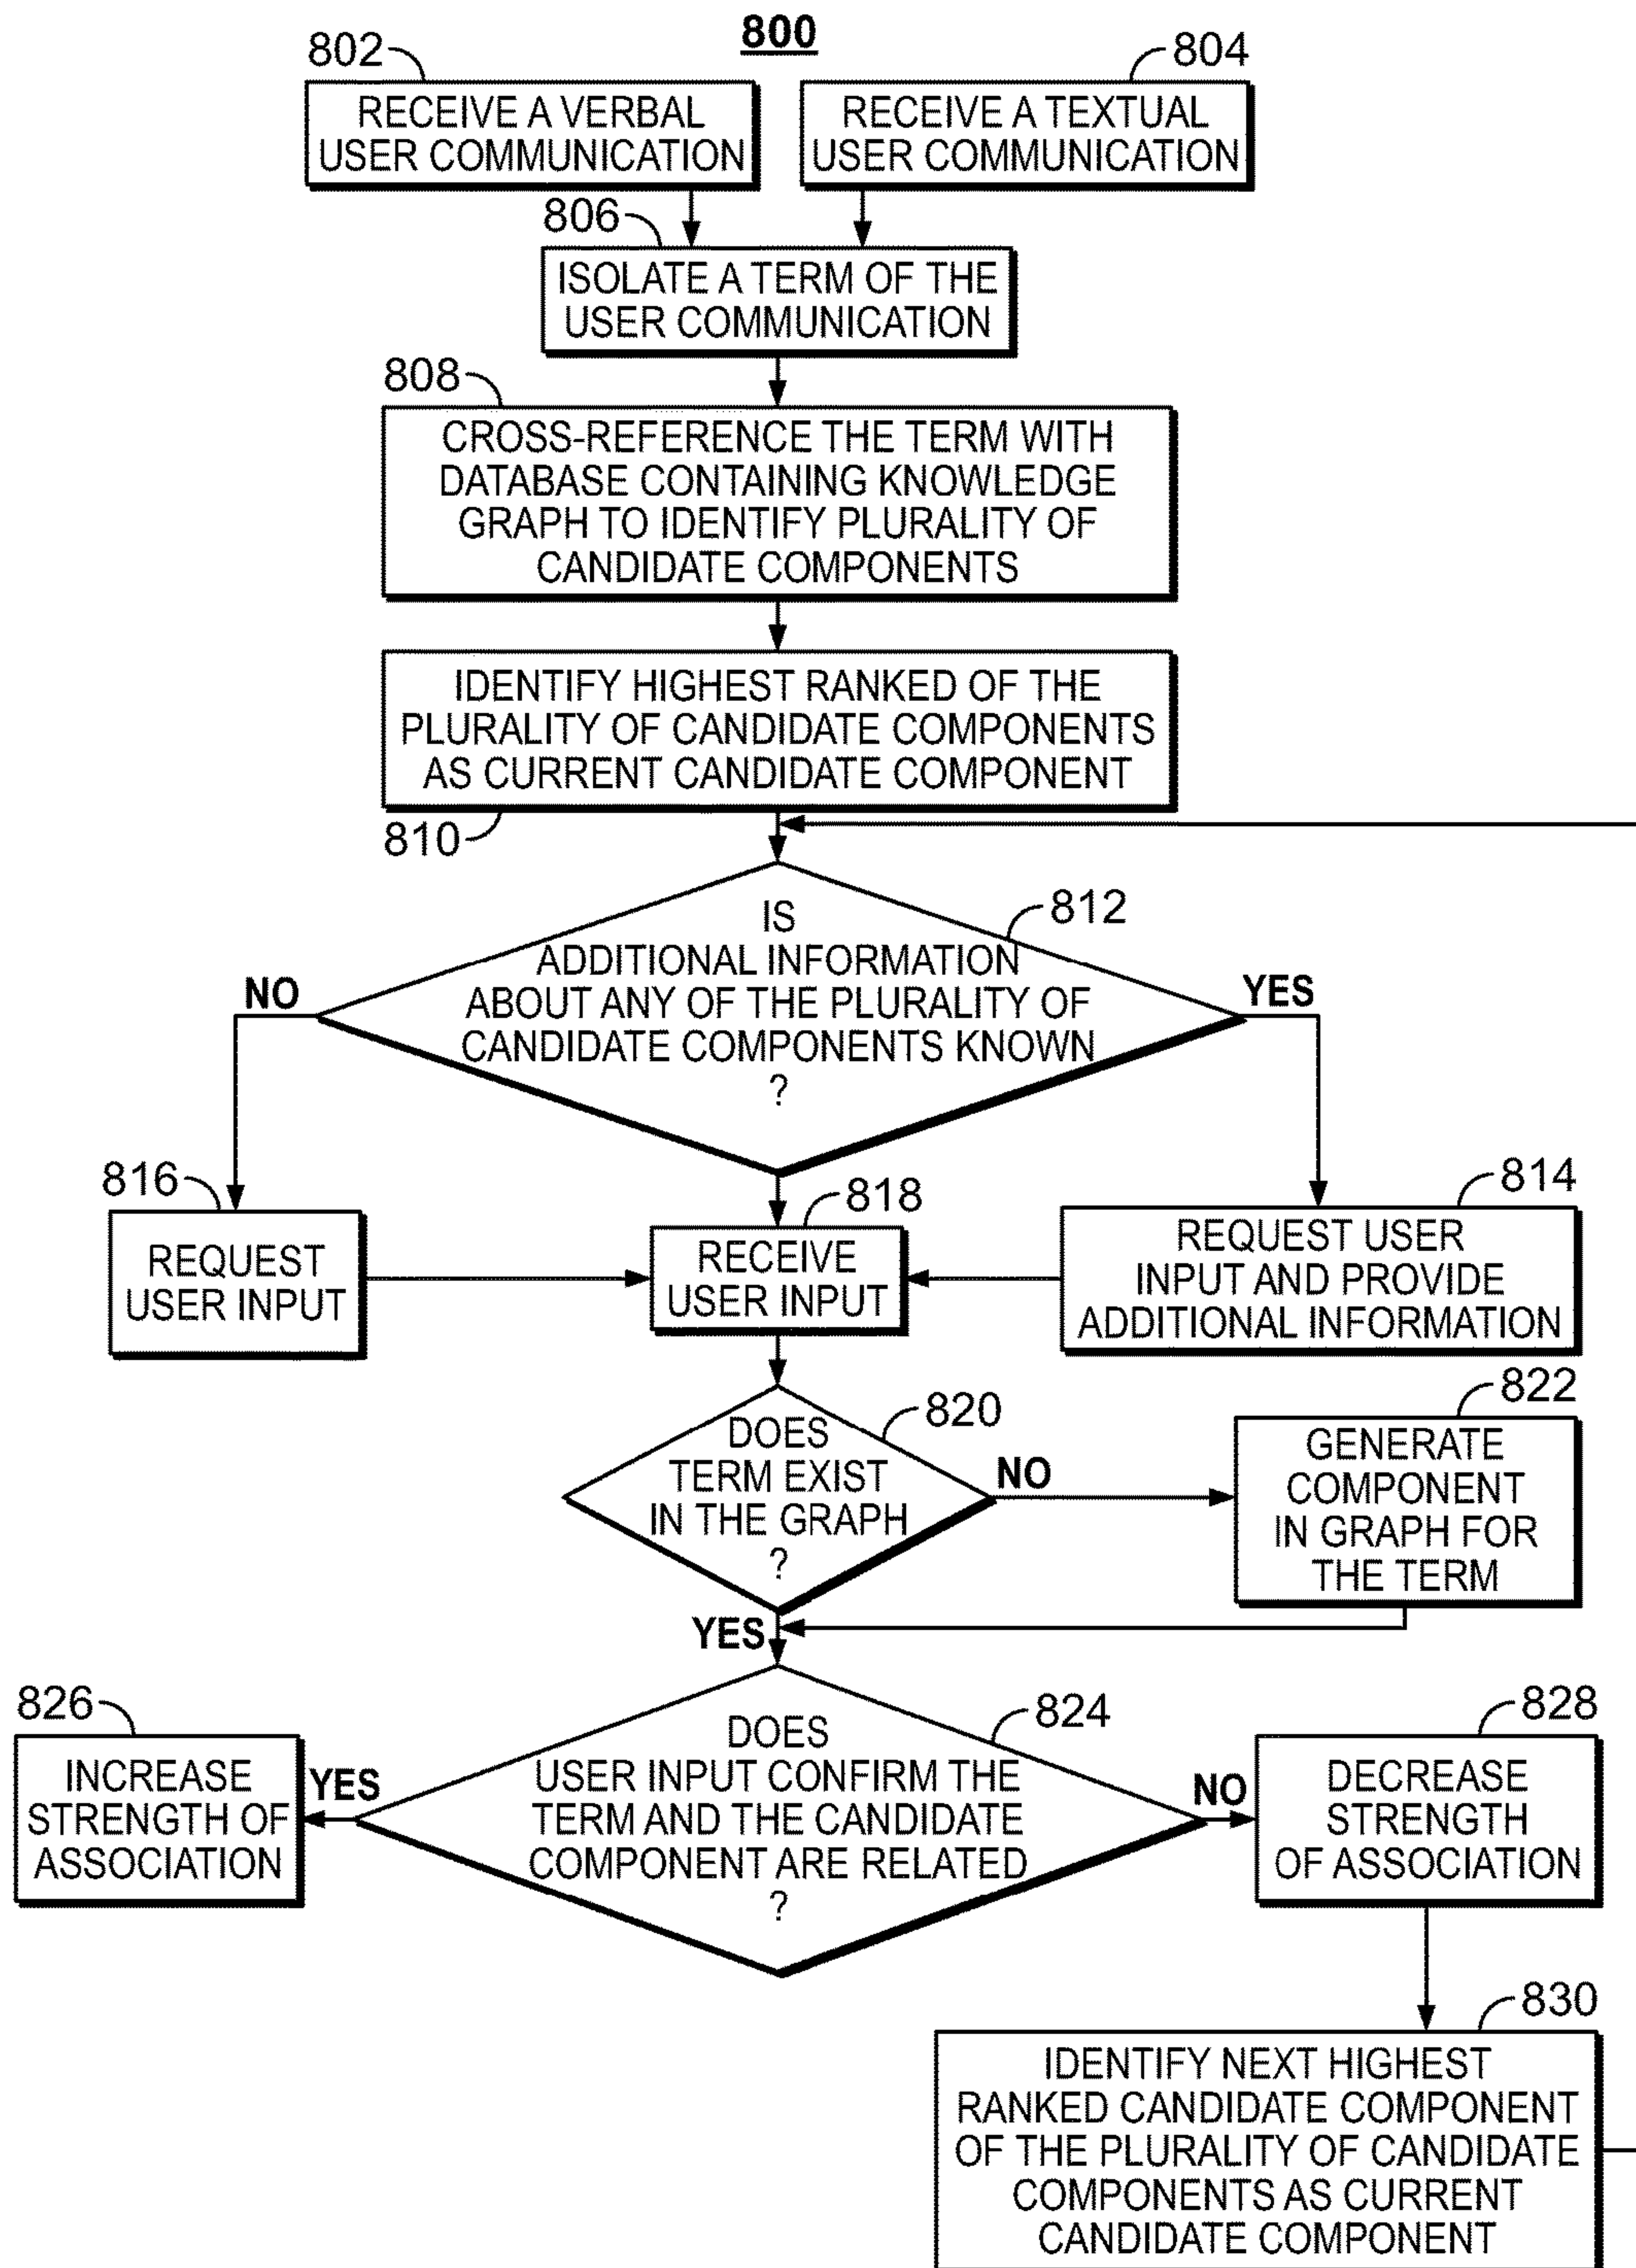 800
802
804
RECEIVE A VERBAL
USER COMMUNICATION
RECEIVE A TEXTUAL
USER COMMUNICATION
806
ISOLATE A TERM OF THE
USER COMMUNICATION
808
CROSS-REFERENCE THE TERM WITH
DATABASE CONTAINING KNOWLEDGE
GRAPH TO IDENTIFY PLURALITY OF
CANDIDATE COMPONENTS
IDENTIFY HIGHEST RANKED OF THE
PLURALITY OF CANDIDATE COMPONENTS
AS CURRENT CANDIDATE COMPONENT
810
812
IS
ADDITIONAL INFORMATION
ABOUT ANY OF THE PLURALITY OF
CANDIDATE COMPONENTS KNOWN
?
NO
YES
816
REQUEST
USER INPUT
818
RECEIVE
USER INPUT
814
REQUEST USER
INPUT AND PROVIDE
ADDITIONAL INFORMATION
820
DOES
TERM EXIST
IN THE GRAPH
?
NO
822
GENERATE
COMPONENT
IN GRAPH FOR
THE TERM
YES
824
DOES
USER INPUT CONFIRM THE
TERM AND THE CANDIDATE
COMPONENT ARE RELATED
?
826
INCREASE
STRENGTH OF
ASSOCIATION
YES
NO
828
DECREASE
STRENGTH
OF ASSOCIATION
830
IDENTIFY NEXT HIGHEST
RANKED CANDIDATE COMPONENT
OF THE PLURALITY OF CANDIDATE
COMPONENTS AS CURRENT
CANDIDATE COMPONENT